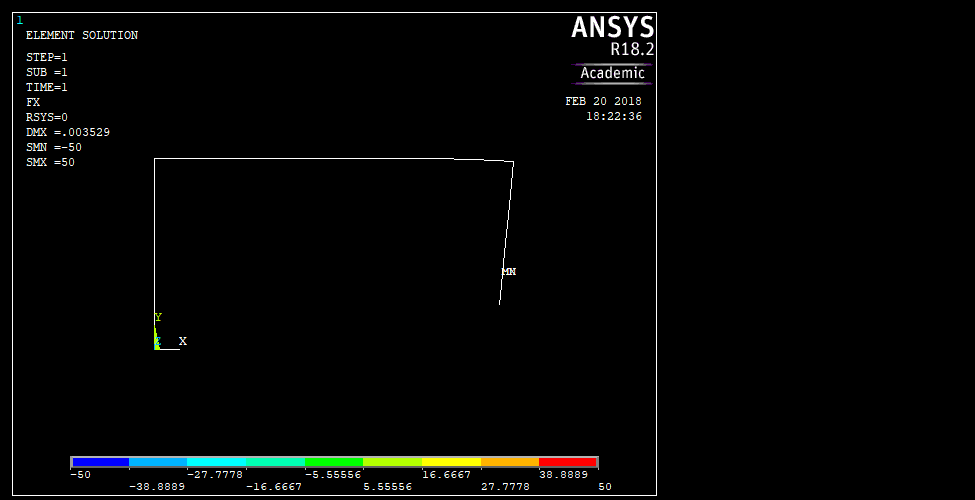 1
ANSYS
R18.2
Academic
FEB 20 2018
18:22:36
ELEMENT SOLUTION
STEP=1
SUB =1
TIME=1
FX
RSYS=0
DMX =.003529
SMN =-50
SMX =50
MN
Y
X
-50
-38.8889
-27.7778
-16.6667
-5.55556
5.55556
16.6667
27.7778
38.8889
50